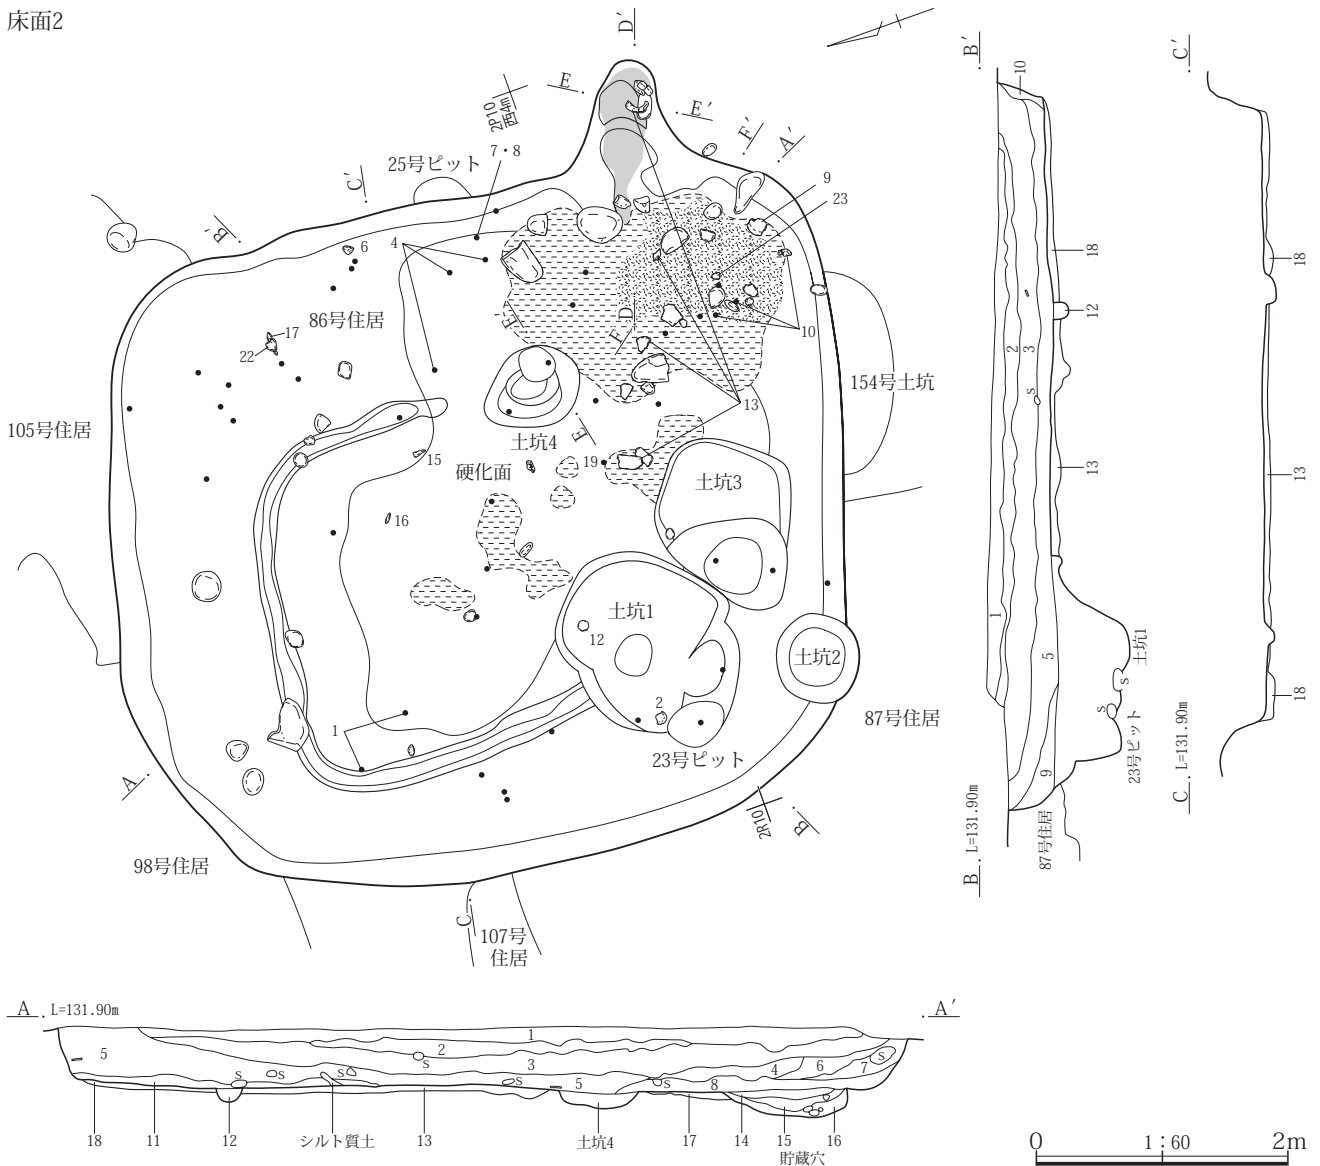 床面2
D′
E
E′
F′
A′
2P10
西4m
7・8
25号ピット
C′
B′
9
23
6
4
86号住居
17
22
E′
D
F
10
154号土坑
13
105号住居
土坑4
E
15
硬化面
19
土坑3
16
土坑1
12
土坑2
2
1
87号住居
23号ピット
A
2R10
B
98号住居
C
107号
住居
B′
10
18
12
2
3
S
13
1
5
土坑1
S
S
23号ピット
9
87号住居
B . L=131.90m
C′
18
13
18
C . L=131.90m
A . L=131.90m
A′
1
2
3
4
5
5
6
7
8
S
S
S
S
S
S
S
18
11
12
シルト質土
13
土坑4
17
14
15
16
貯蔵穴
0
1：60
2m